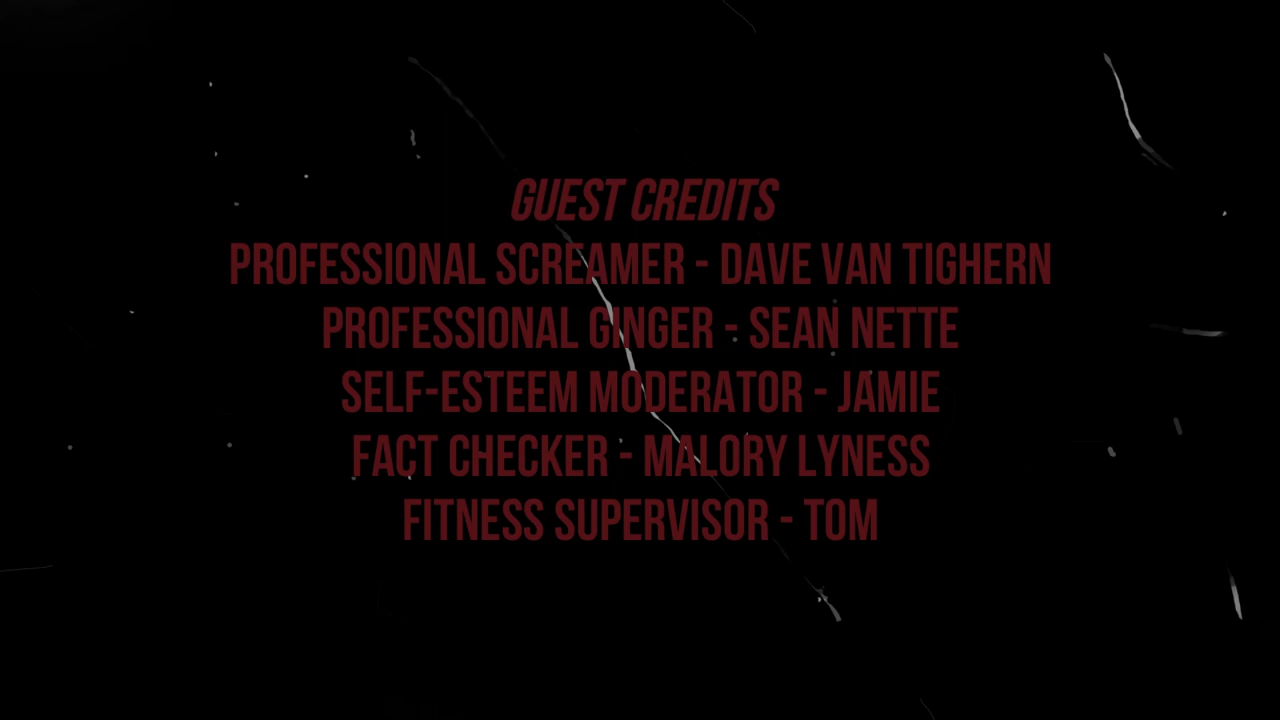 GUEST CREDITS
PROFESSIONAL SCREAMER - DAVE VAN TIGHERN
PROFESSIONAL GINGER - SEAN NETTE
SELF-ESTEEM MODERATOR - JAMIE
FACT CHECKER - MALORY LYNESS
FITNESS SUPERVISOR - TOM